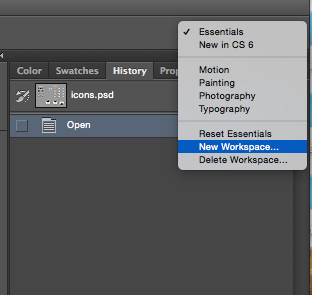 Essentials
New in CS 6
Motion
Painting
Photography
Typography
Reset Essentials
New Workspace...
Delete Workspace...
Color Swatches History Prop
icons.psd
Open